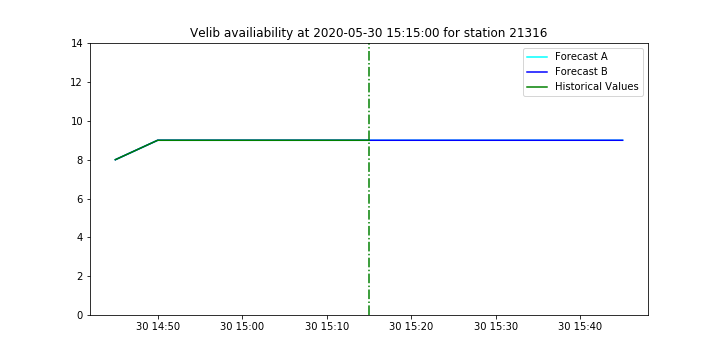 Velib availiability at 2020-05-30 15:15:00 for station 21316
14
12
10
8
6
4
2
0
Forecast A
Forecast B
Historical Values
30 14:50 30 15:00 30 15:10 30 15:20 30 15:30 30 15:40